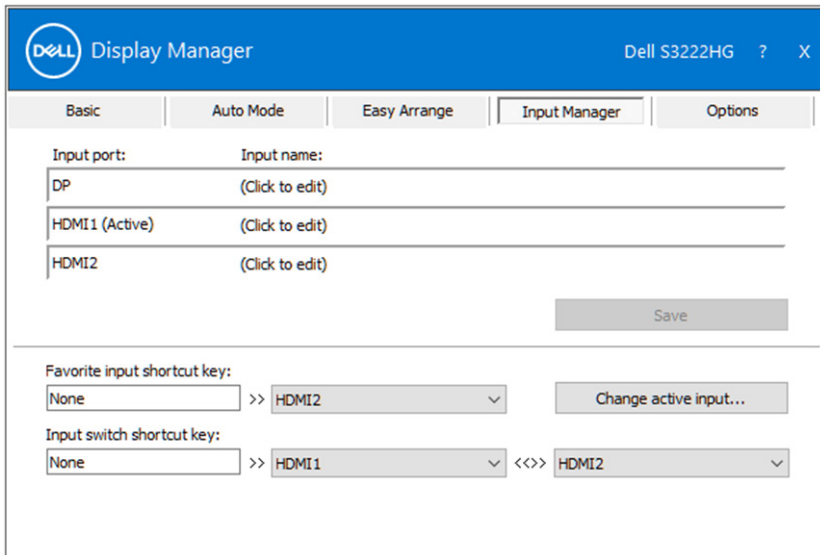 DELL Display Manager Dell S3222HG ? X
Basic Auto Mode Easy Arrange Input Manager Options
Input port: Input name:
DP (Click to edit)
HDMI1 (Active) (Click to edit)
HDMI2 (Click to edit)
Save
Favorite input shortcut key:
None >> HDMI2 Change active input...
Input switch shortcut key:
None >> HDMI1 <<>> HDMI2